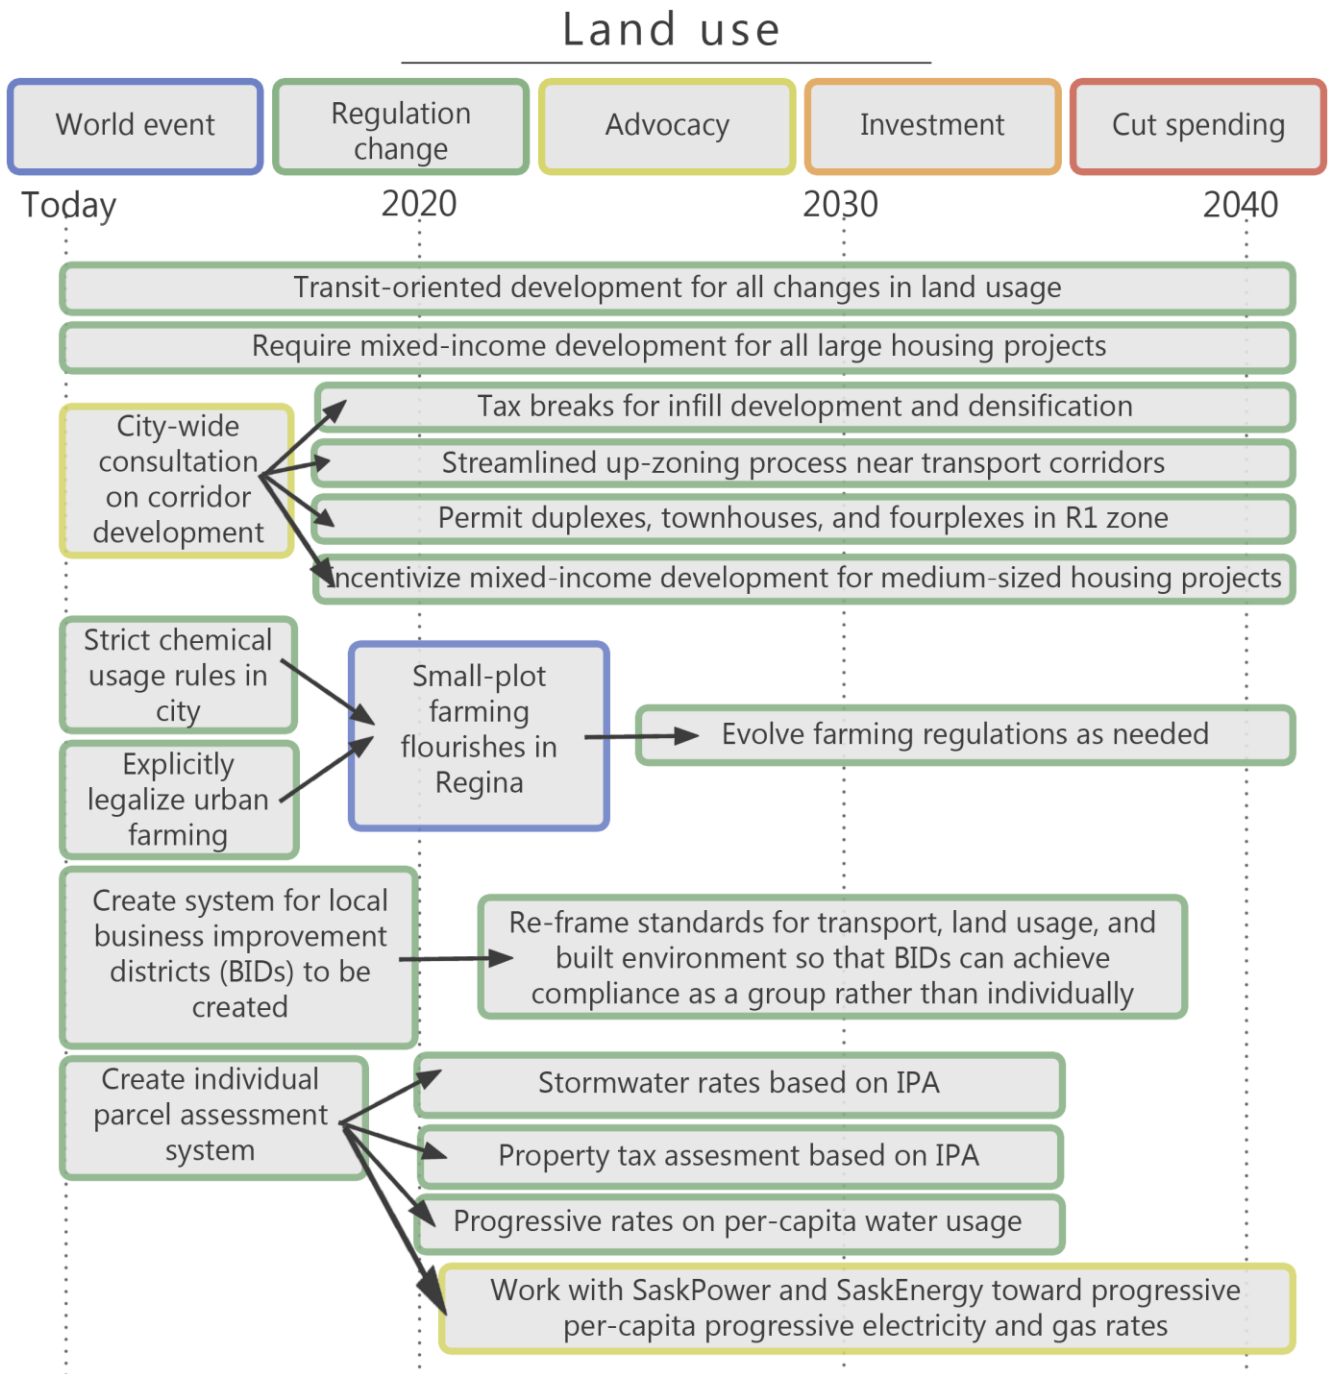 Land use
World event
Regulation
change
Advocacy
Investment
Cut spending
Today
2020
2030
2040
Transit-oriented development for all changes in land usage
Require mixed-income development for all large housing projects
City-wide
consultation
on corridor
development
Tax breaks for infill development and densification
Streamlined up-zoning process near transport corridors
Permit duplexes, townhouses, and fourplexes in R1 zone
Incentivize mixed-income development for medium-sized housing projects
Strict chemical
usage rules in
city
Explicitly
legalize urban
farming
Small-plot
farming
flourishes in
Regina
Evolve farming regulations as needed
Create system for local
business improvement
districts (BIDs) to be
created
Re-frame standards for transport, land usage, and
built environment so that BIDs can achieve
compliance as a group rather than individually
Create individual
parcel assessment
system
Stormwater rates based on IPA
Property tax assesment based on IPA
Progressive rates on per-capita water usage
Work with SaskPower and SaskEnergy toward progressive
per-capita progressive electricity and gas rates